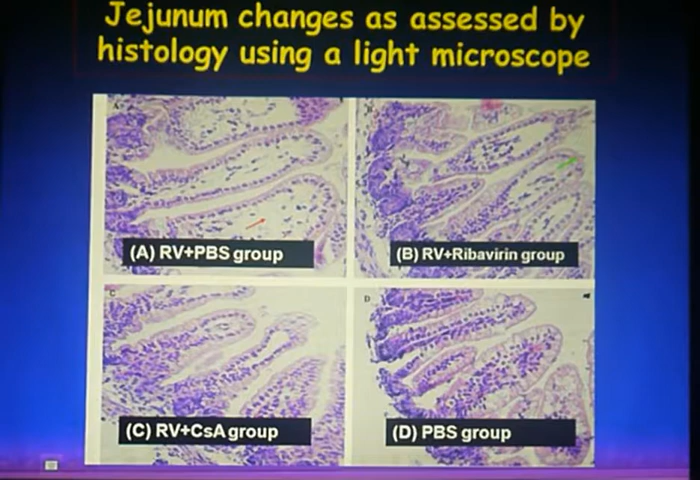 Jejunum changes as assessed by
histology using a light microscope
(A) RV+PBS group
(B) RV+Ribavirin group
C
(C) RV+CsA group
D
(D) PBS group